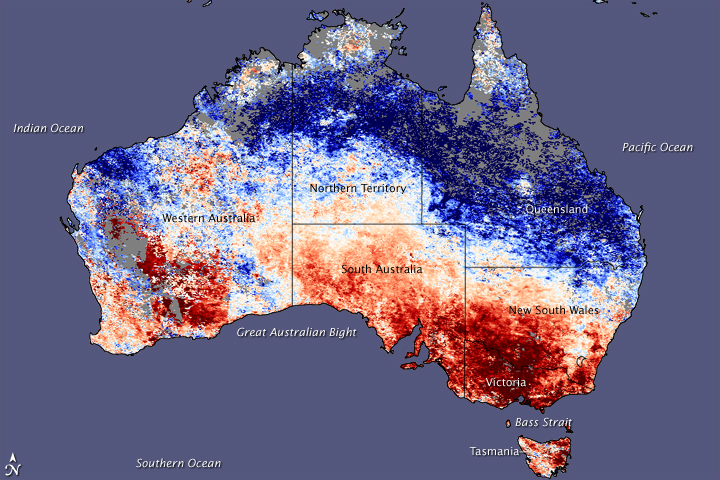 Indian Ocean
Pacific Ocean
Northern Territory
Queensland
Western Australia
South Australia
New South Wales
Great Australian Bight
Victoria
Bass Strait
Tasmania
Southern Ocean
N